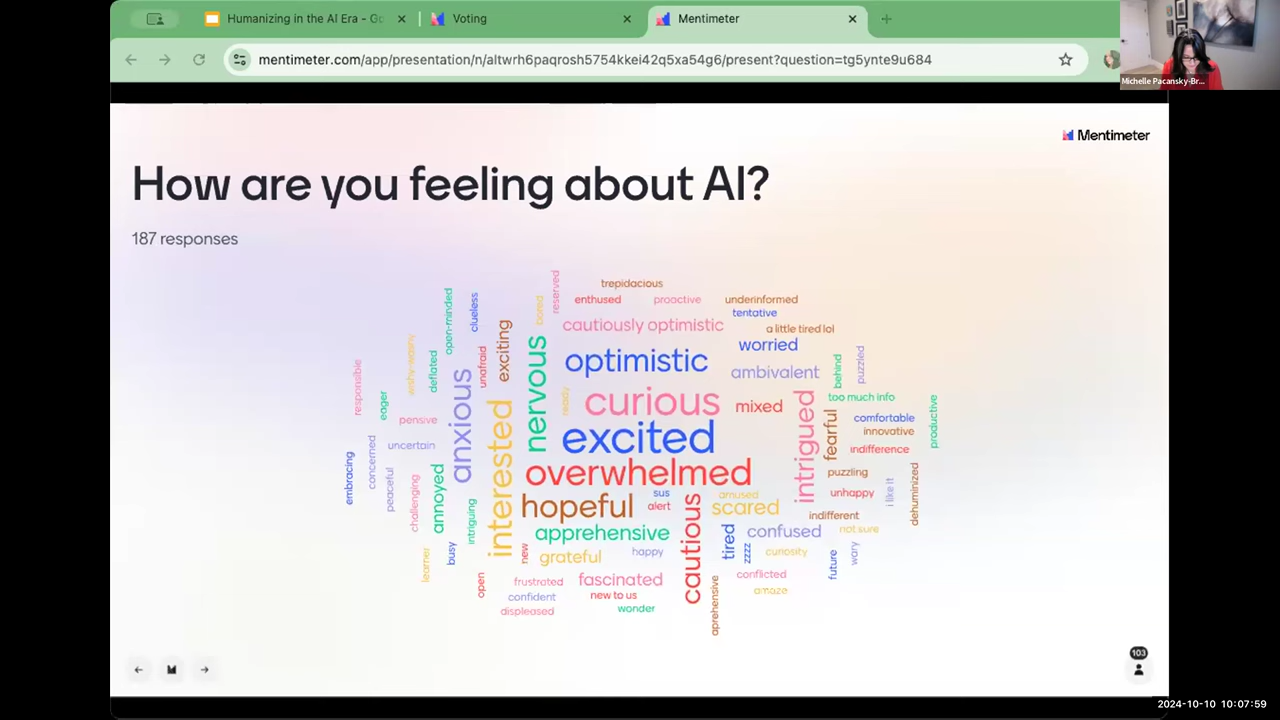 Humanizing in the AI Era – Go
Voting
Mentimeter
mentimeter.com/app/presentation/n/altwrh6paqrosh5754kkei42q5xa54g6/present?question=tg5ynte9u684
Michelle Pacansky-Br...
Mentimeter
How are you feeling about AI?
187 responses
trepidacious
reserved
bored
enthused
proactive
underinformed
tentative
open-minded
clueless
cautiously optimistic
a little tired lol
exciting
nervous
optimistic
worried
wishy-washy
deflated
unafraid
ambivalent
behind
puzzled
responsible
eager
anxious
ready
curious
mixed
intrigued
fearful
too much info
comfortable
innovative
productive
pensive
interested
excited
indifference
uncertain
concerned
embracing
peaceful
overwhelmed
puzzling
unhappy
i like it
dehuminized
challenging
annoyed
intriguing
hopeful
sus
alert
amused
scared
cautious
indifferent
not sure
apprehensive
tired
zzzz
confused
curiosity
future
wary
learner
busy
new
grateful
happy
open
frustrated
fascinated
conflicted
confident
new to us
amaze
displeased
wonder
aprehensive
103
2024-10-10 10:07:59